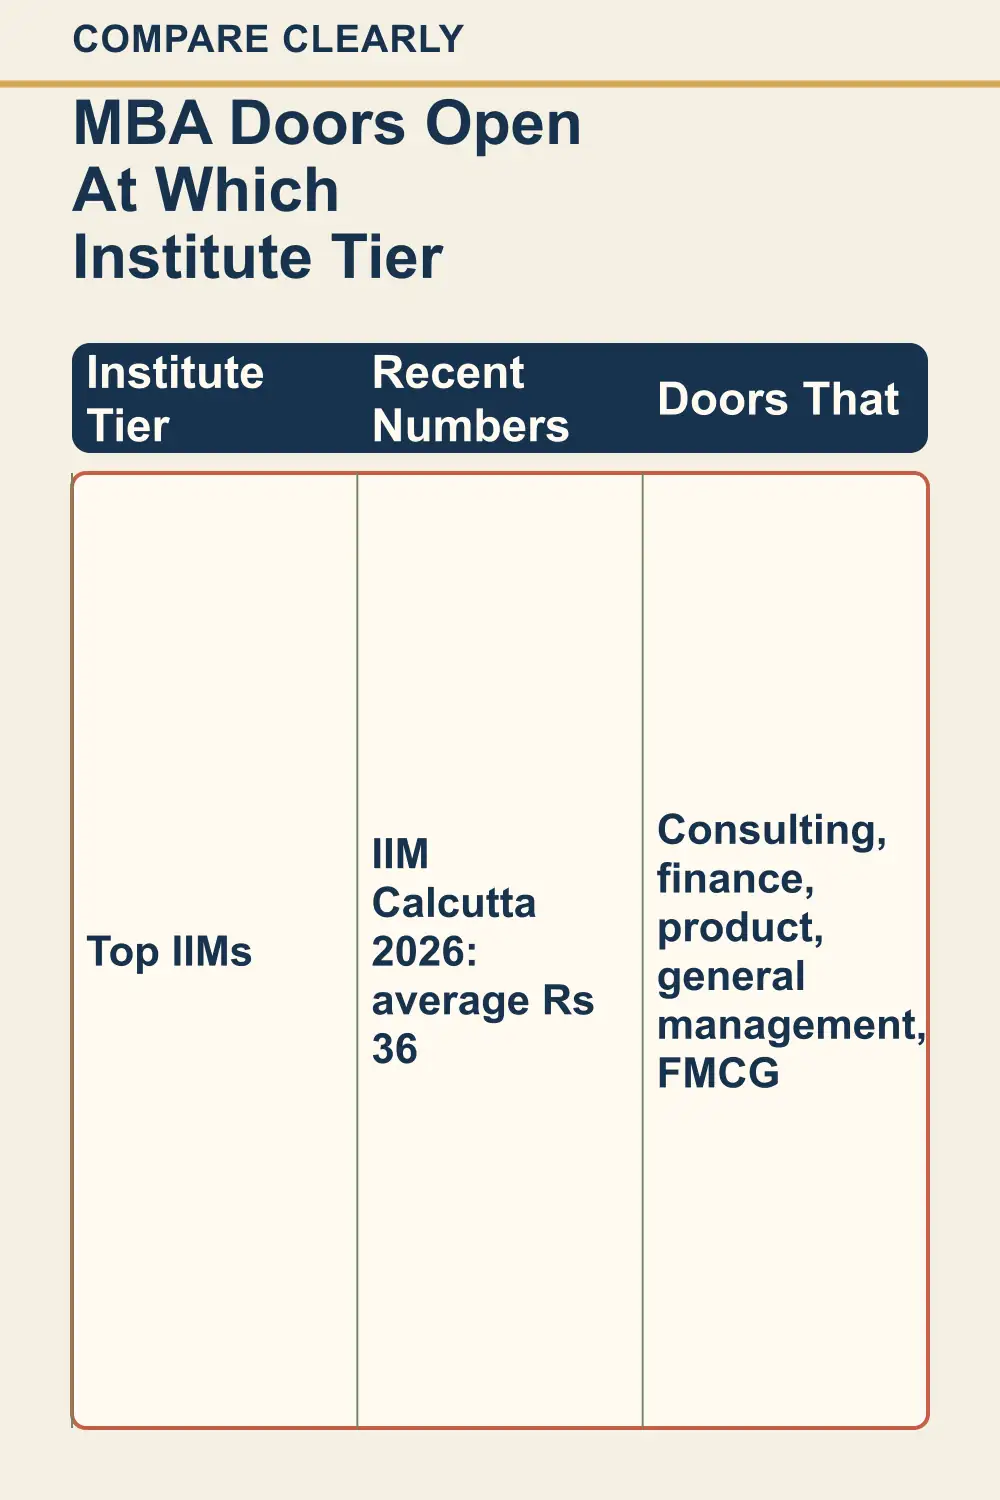 COMPARE CLEARLY
MBA Doors Open
At Which
Institute Tier
Institute
Tier
Recent
Numbers
Doors That
Top IIMs
IIM
Calcutta
2026:
average Rs
36
Consulting,
finance,
product,
general
management,
FMCG